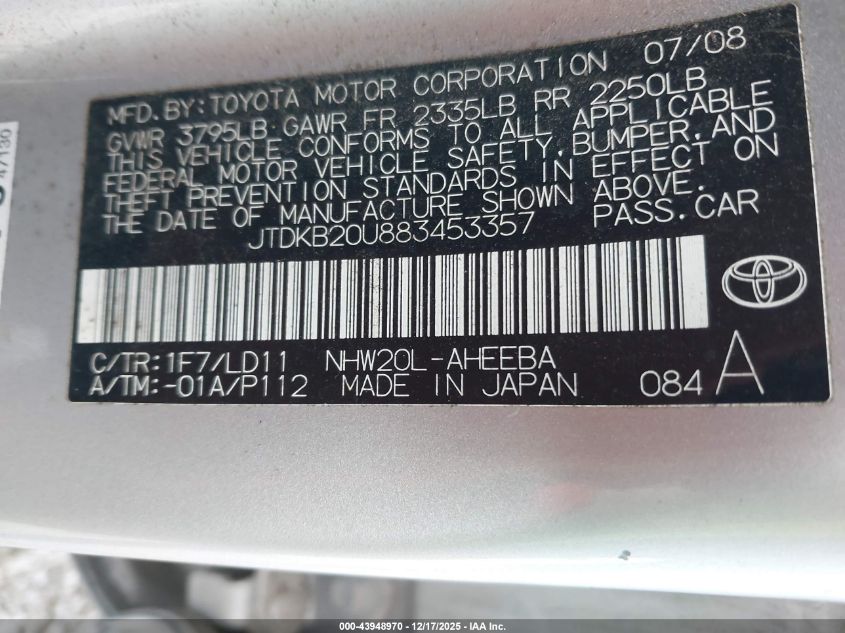 MFD.BY:TOYOTA MOTOR CORPORATION 07/08
GVWR 3795LB GAWR FR 2335LB RR 2250LB
THIS VEHICLE CONFORMS TO ALL APPLICABLE
FEDERAL MOTOR VEHICLE SAFETY,BUMPER,AND
THEFT PREVENTION STANDARDS IN EFFECT ON
THE DATE OF MANUFACTURE SHOWN ABOVE.
JTDKB20U883453357 PASS.CAR
C/TR:1F7/LD11 NHW20L-AHEEBA
A/TM:-01A/P112 MADE IN JAPAN 084 A
47130
000-43948970 - 12/17/2025 - IAA Inc.